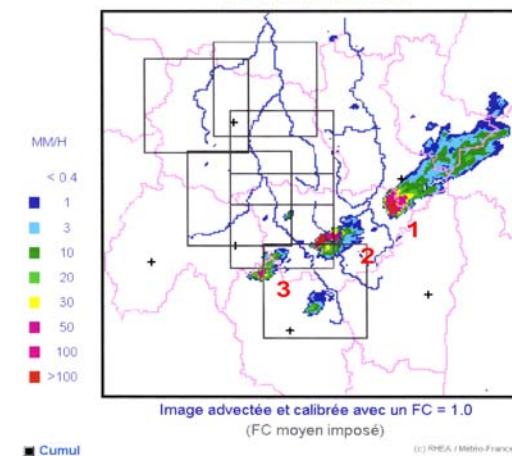 MM/H
< 0.4
1
3
10
20
30
50
100
>100
1
2
3
Image advectée et calibrée avec un FC = 1.0
(FC moyen imposé)
Cumul
(c) RHEA / Météo-France